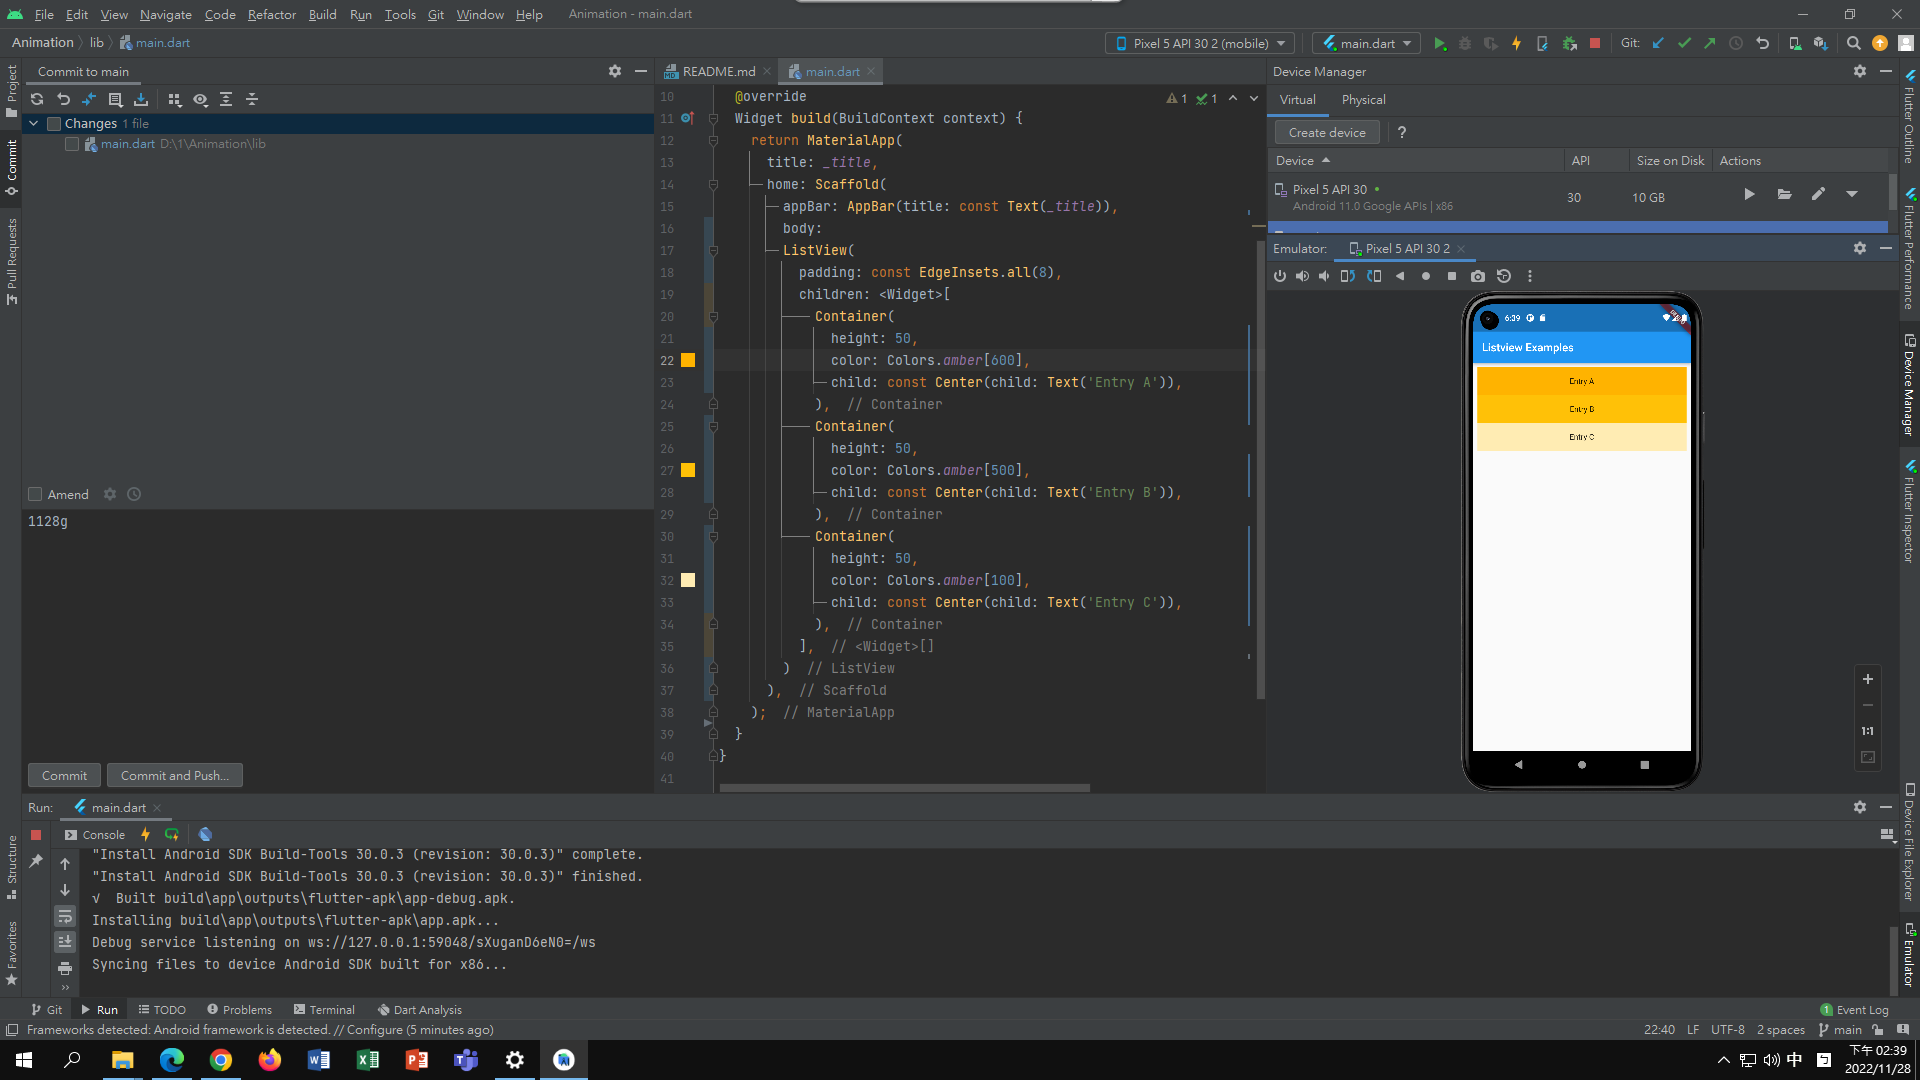 File Edit View Navigate Code Refactor Build Run Tools Git Window Help Animation - main.dart
Animation lib main.dart
Pixel 5 API 30 2 (mobile) main.dart Git:
Project
Commit
Pull Requests
Structure
Favorites
Commit to main
Changes 1 file
main.dart D:\1\Animation\lib
Amend
1128g
Commit Commit and Push...
README.md main.dart
1 1
10 @override
11 Widget build(BuildContext context) {
12 return MaterialApp(
13 title: _title,
14 home: Scaffold(
15 appBar: AppBar(title: const Text(_title)),
16 body:
17 ListView(
18 padding: const EdgeInsets.all(8),
19 children: <Widget>[
20 Container(
21 height: 50,
22 color: Colors.amber[600],
23 child: const Center(child: Text('Entry A')),
24 ), // Container
25 Container(
26 height: 50,
27 color: Colors.amber[500],
28 child: const Center(child: Text('Entry B')),
29 ), // Container
30 Container(
31 height: 50,
32 color: Colors.amber[100],
33 child: const Center(child: Text('Entry C')),
34 ), // Container
35 ], // <Widget>[]
36 ) // ListView
37 ), // Scaffold
38 ); // MaterialApp
39 }
40 }
41
Device Manager
Virtual Physical
Create device ?
Device API Size on Disk Actions
Pixel 5 API 30 30 10 GB
Android 11.0 Google APIs | x86
Emulator: Pixel 5 API 30 2
6:39
Listview Examples
Entry A
Entry B
Entry C
1:1
Flutter Outline
Flutter Performance
Device Manager
Flutter Inspector
Device File Explorer
Emulator
Run: main.dart
Console
"Install Android SDK Build-Tools 30.0.3 (revision: 30.0.3)" complete.
"Install Android SDK Build-Tools 30.0.3 (revision: 30.0.3)" finished.
√ Built build\app\outputs\flutter-apk\app-debug.apk.
Installing build\app\outputs\flutter-apk\app.apk...
Debug service listening on ws://127.0.0.1:59048/sXuganD6eN0=/ws
Syncing files to device Android SDK built for x86...
Git Run TODO Problems Terminal Dart Analysis 1 Event Log
Frameworks detected: Android framework is detected. // Configure (5 minutes ago) 22:40 LF UTF-8 2 spaces main
中 下午 02:39
2022/11/28